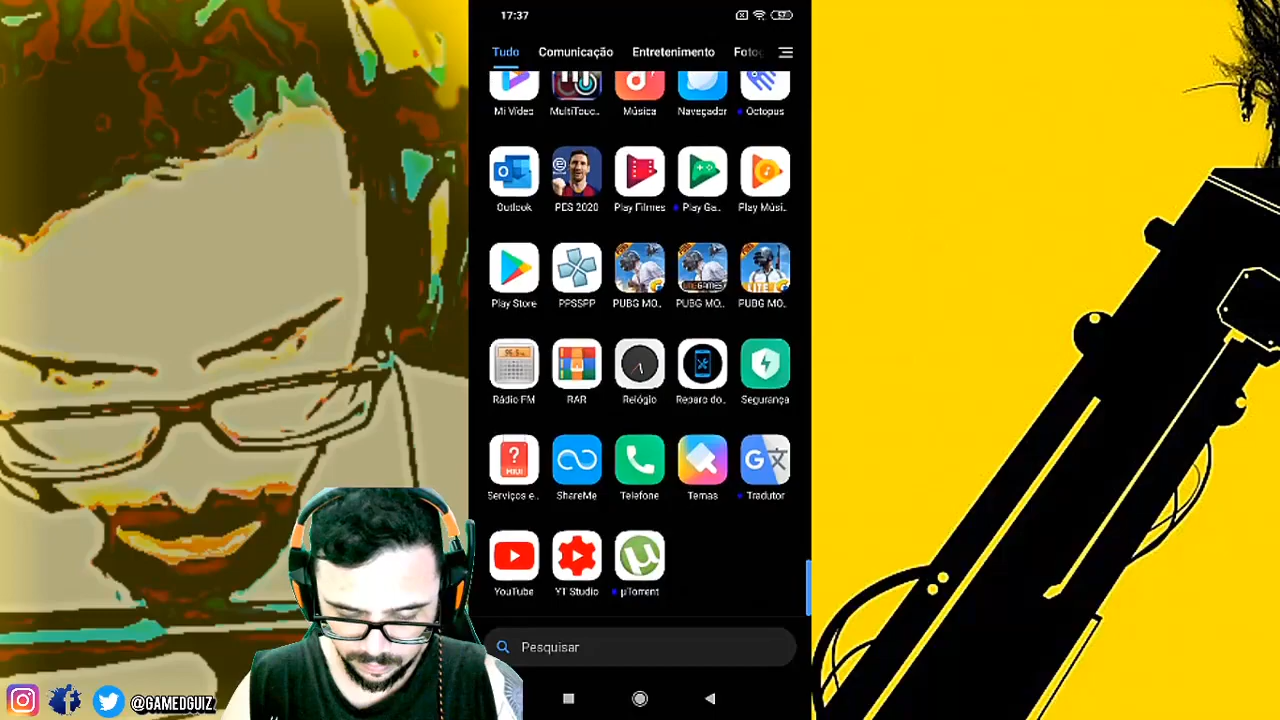 17:37
57
Tudo Comunicação Entretenimento Fotog
Mi Vídeo MultiTouc.. Música Navegador Octopus
Outlook PES 2020 Play Filmes Play Ga.. Play Músi.
Play Store PPSSPP PUBG MO.. PUBG MO.. PUBG MO..
Rádio FM RAR Relógio Reparo do.. Segurança
Serviços e.. ShareMe Telefone Temas Tradutor
YouTube YT Studio µTorrent
Pesquisar
@GAMEDGUIZ